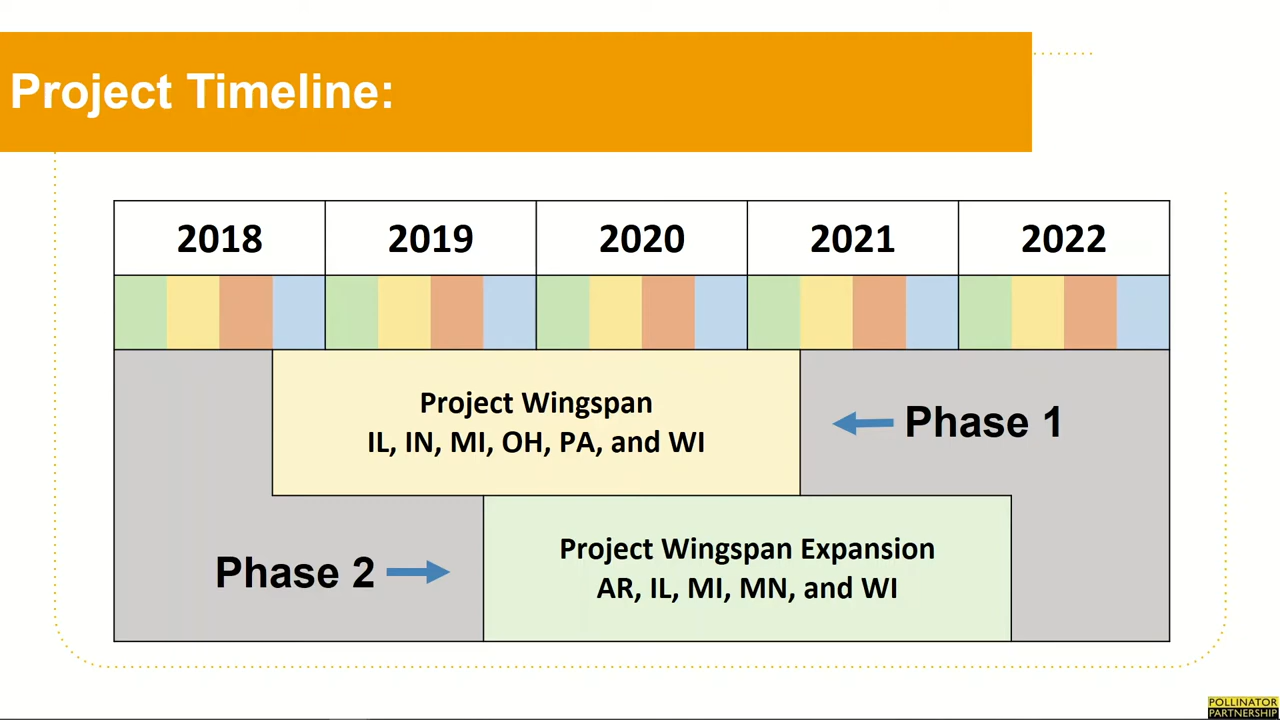 Project Timeline:
2018 2019 2020 2021 2022
Project Wingspan
IL, IN, MI, OH, PA, and WI
Phase 1
Phase 2
Project Wingspan Expansion
AR, IL, MI, MN, and WI
POLLINATOR
PARTNERSHIP